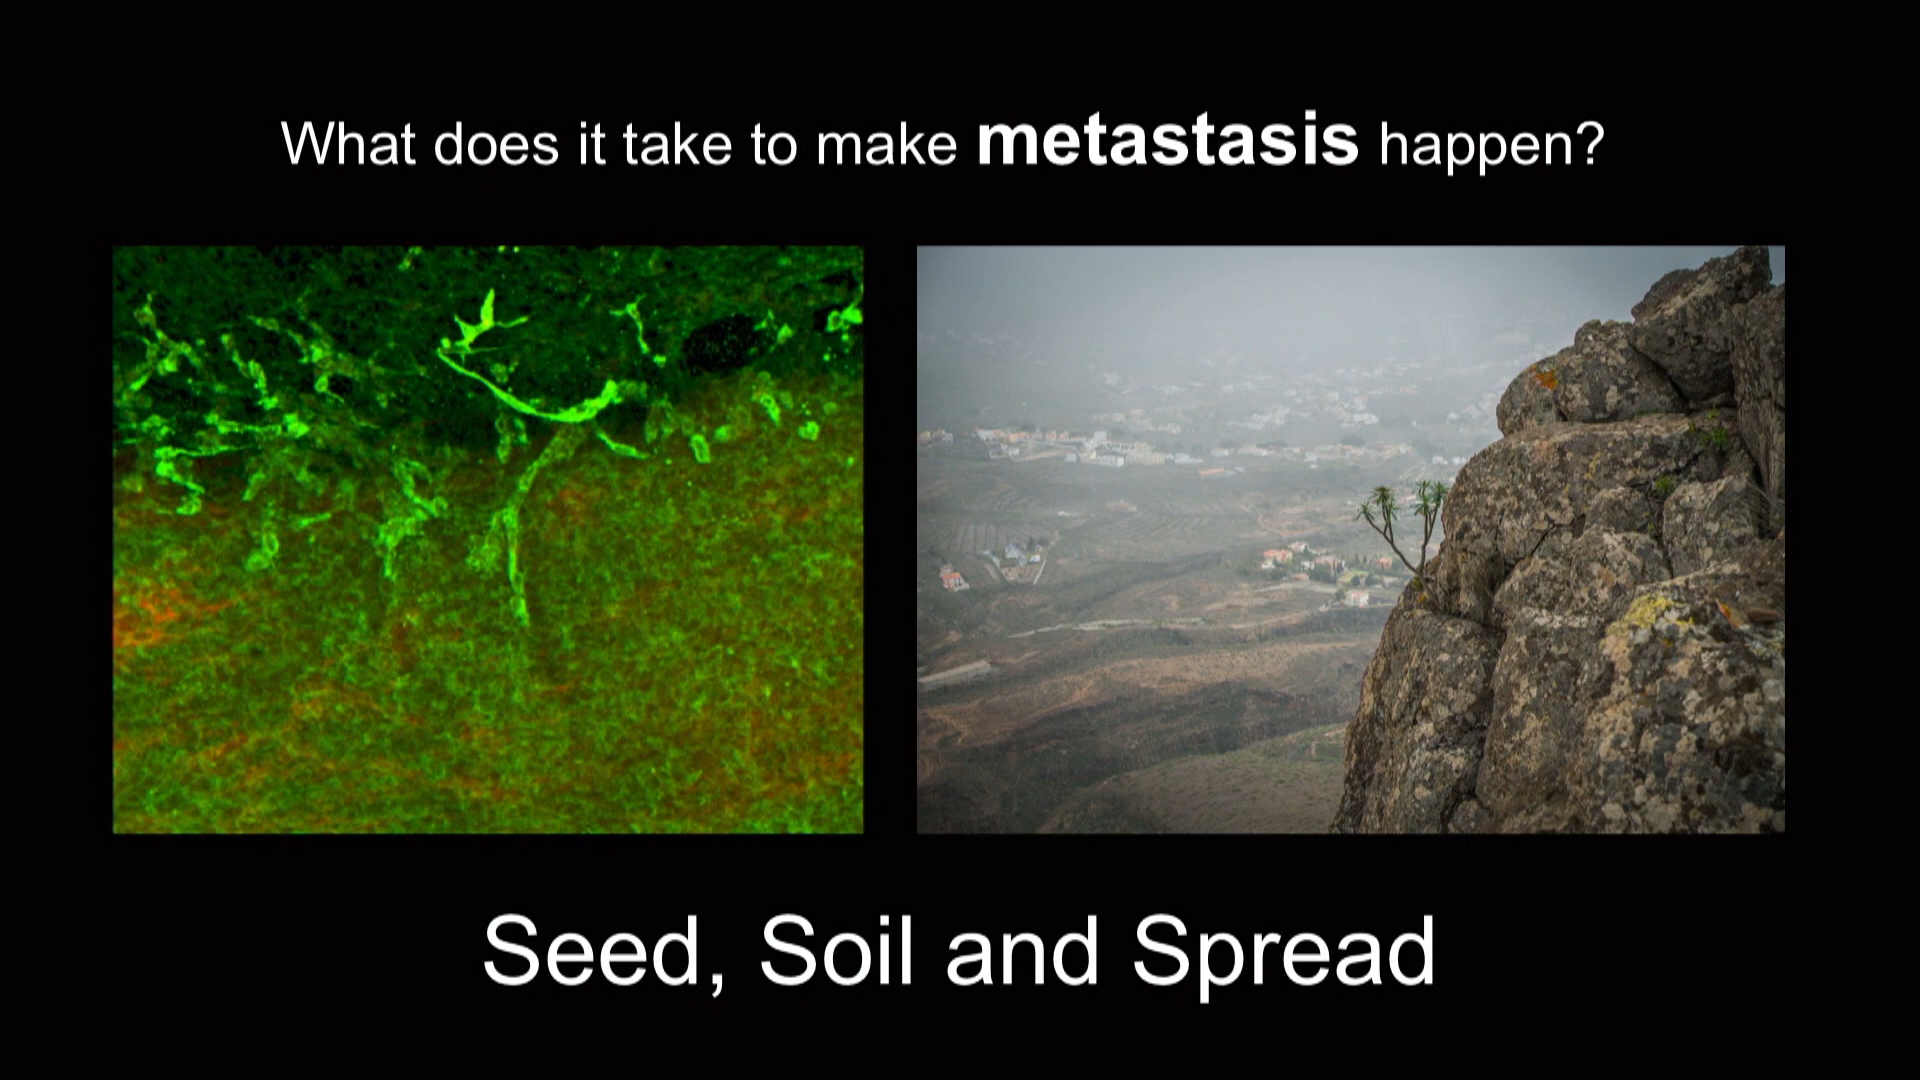 What does it take to make metastasis happen?
Seed, Soil and Spread